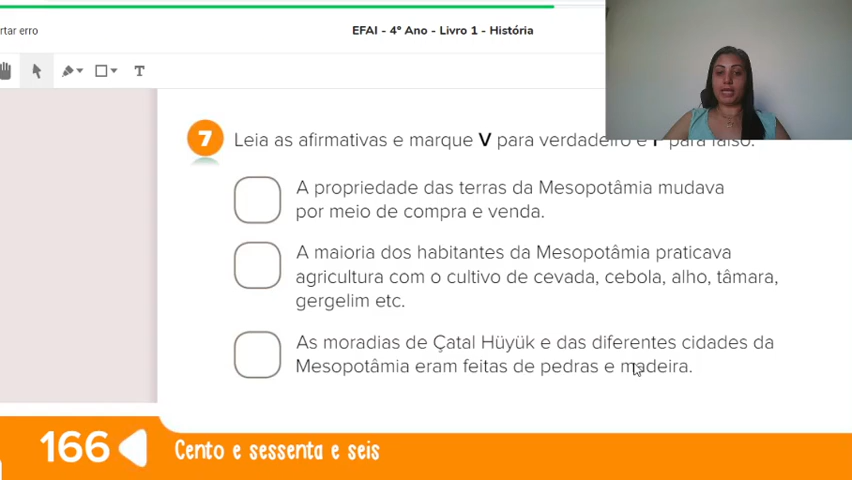 rtar erro
EFAI - 4º Ano - Livro 1 - História
T
7
Leia as afirmativas e marque V para verdadeiro e F para falso.
A propriedade das terras da Mesopotâmia mudava
por meio de compra e venda.
A maioria dos habitantes da Mesopotâmia praticava
agricultura com o cultivo de cevada, cebola, alho, tâmara,
gergelim etc.
As moradias de Çatal Hüyük e das diferentes cidades da
Mesopotâmia eram feitas de pedras e madeira.
166
Cento e sessenta e seis